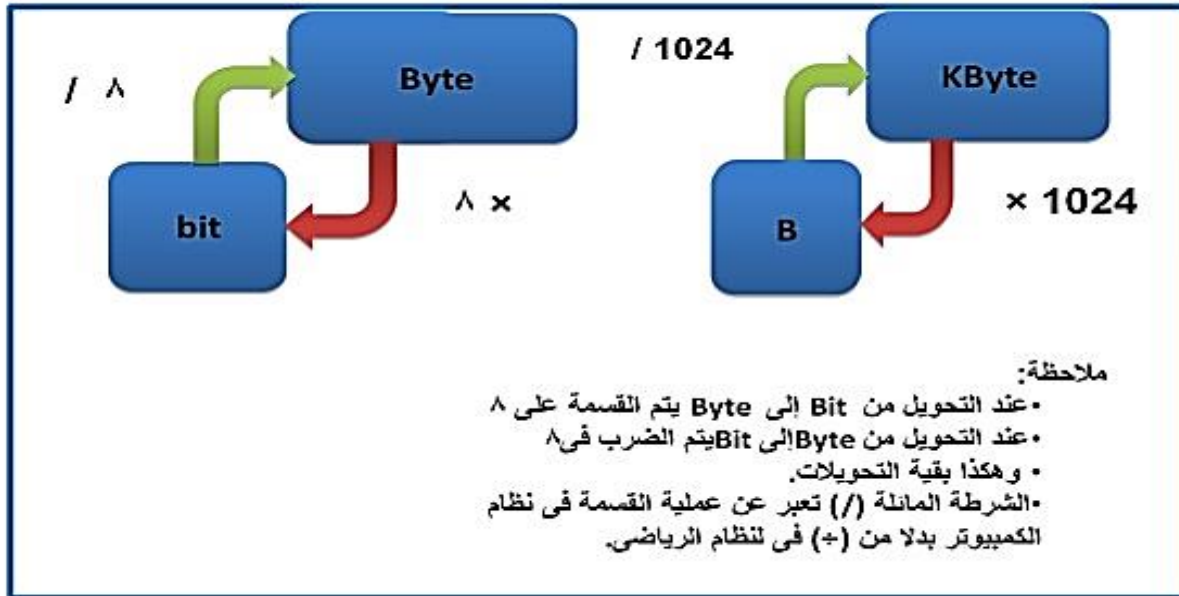 Byte
/ ٨
bit
٨ ×
KByte
/ 1024
B
× 1024
ملاحظة:
•عند التحويل من Bit إلى Byte يتم القسمة على ٨
•عند التحويل من Byteإلى Bitيتم الضرب فى٨
• وهكذا بقية التحويلات.
•الشرطة المائلة (/) تعبر عن عملية القسمة فى نظام
الكمبيوتر بدلا من (÷) فى لنظام الرياضى.